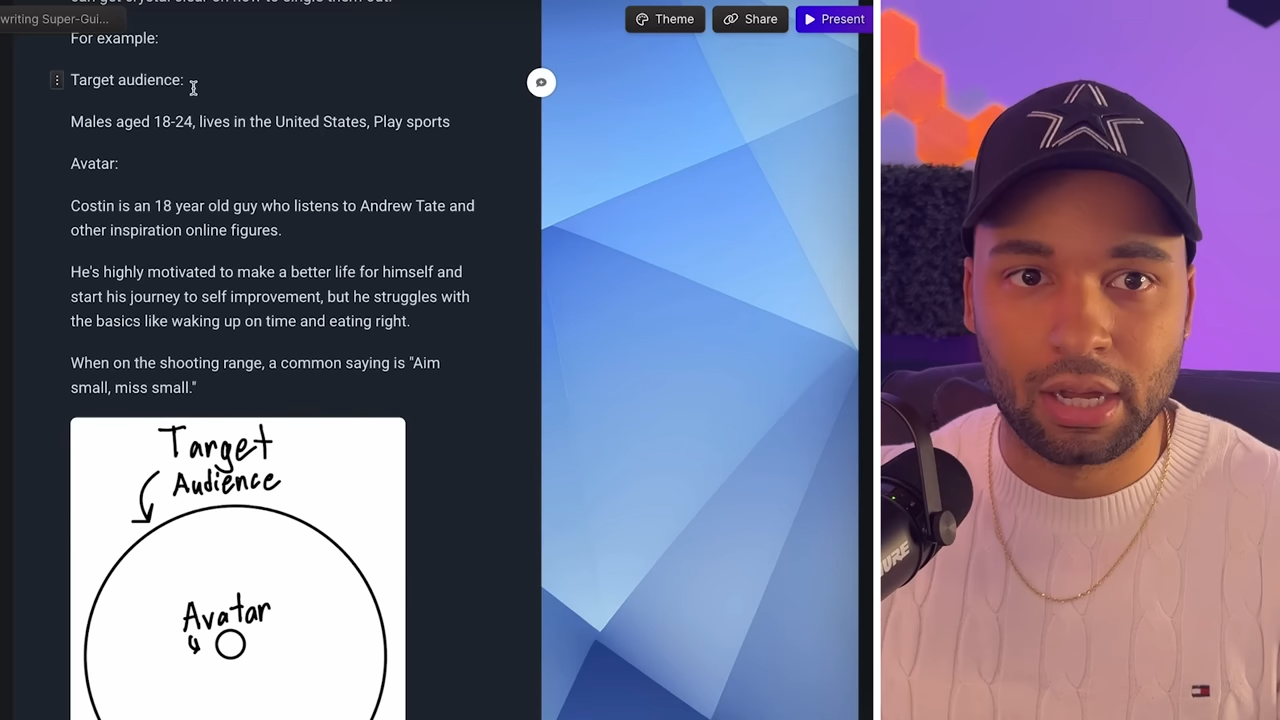 writing Super-Gui...
Theme
Share
Present
For example:
Target audience:
Males aged 18-24, lives in the United States, Play sports
Avatar:
Costin is an 18 year old guy who listens to Andrew Tate and
other inspiration online figures.
He's highly motivated to make a better life for himself and
start his journey to self improvement, but he struggles with
the basics like waking up on time and eating right.
When on the shooting range, a common saying is "Aim
small, miss small."
Target
Audience
Avatar
URE